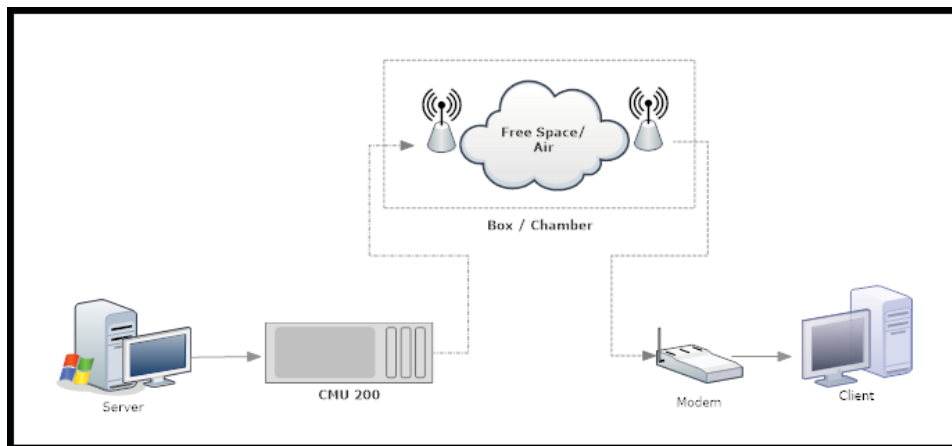 Free Space/
Air
Box / Chamber
Server
CMU 200
Modem
Client